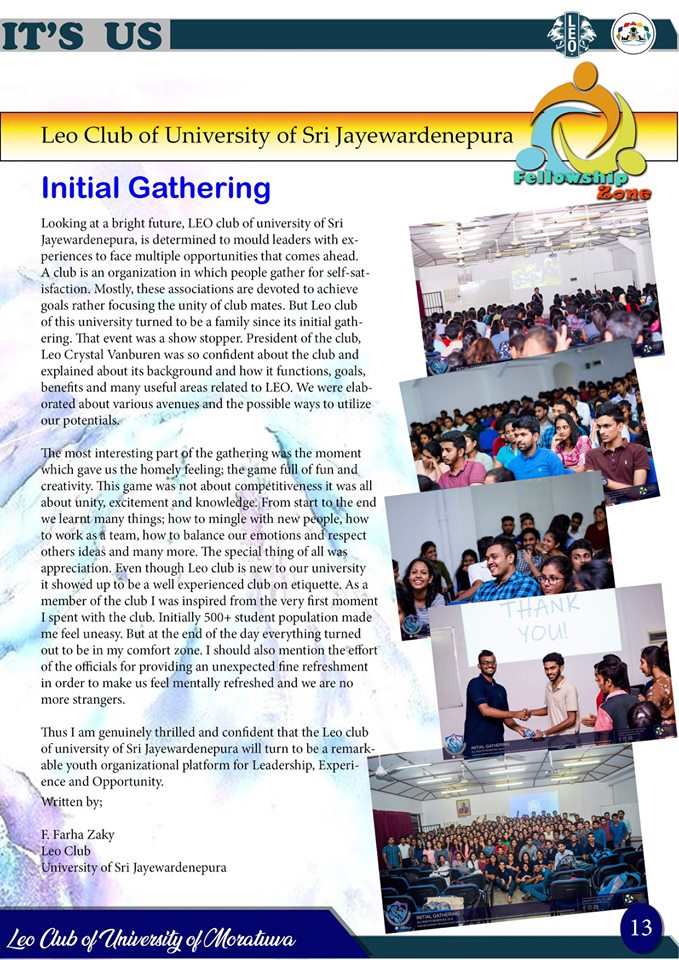 IT'S US
LEO
Leo Club of University of Sri Jayewardenepura
Fellowship
Zone
Initial Gathering
Looking at a bright future, LEO club of university of Sri
Jayewardenepura, is determined to mould leaders with ex-
periences to face multiple opportunities that comes ahead.
A club is an organization in which people gather for self-sat-
isfaction. Mostly, these associations are devoted to achieve
goals rather focusing the unity of club mates. But Leo club
of this university turned to be a family since its initial gath-
ering. That event was a show stopper. President of the club,
Leo Crystal Vanburen was so confident about the club and
explained about its background and how it functions, goals,
benefits and many useful areas related to LEO. We were elab-
orated about various avenues and the possible ways to utilize
our potentials.
The most interesting part of the gathering was the moment
which gave us the homely feeling; the game full of fun and
creativity. This game was not about competitiveness it was all
about unity, excitement and knowledge. From start to the end
we learnt many things; how to mingle with new people, how
to work as a team, how to balance our emotions and respect
others ideas and many more. The special thing of all was
appreciation. Even though Leo club is new to our university
it showed up to be a well experienced club on etiquette. As a
member of the club I was inspired from the very first moment
I spent with the club. Initially 500+ student population made
me feel uneasy. But at the end of the day everything turned
out to be in my comfort zone. I should also mention the effort
of the officials for providing an unexpected fine refreshment
in order to make us feel mentally refreshed and we are no
more strangers.
Thus I am genuinely thrilled and confident that the Leo club
of university of Sri Jayewardenepura will turn to be a remark-
able youth organizational platform for Leadership, Experi-
ence and Opportunity.
Written by;
F. Farha Zaky
Leo Club
University of Sri Jayewardenepura
THANK
YOU!
INITIAL GATHERING
INITIAL GATHERING
Leo Club of University of Moratuwa
13